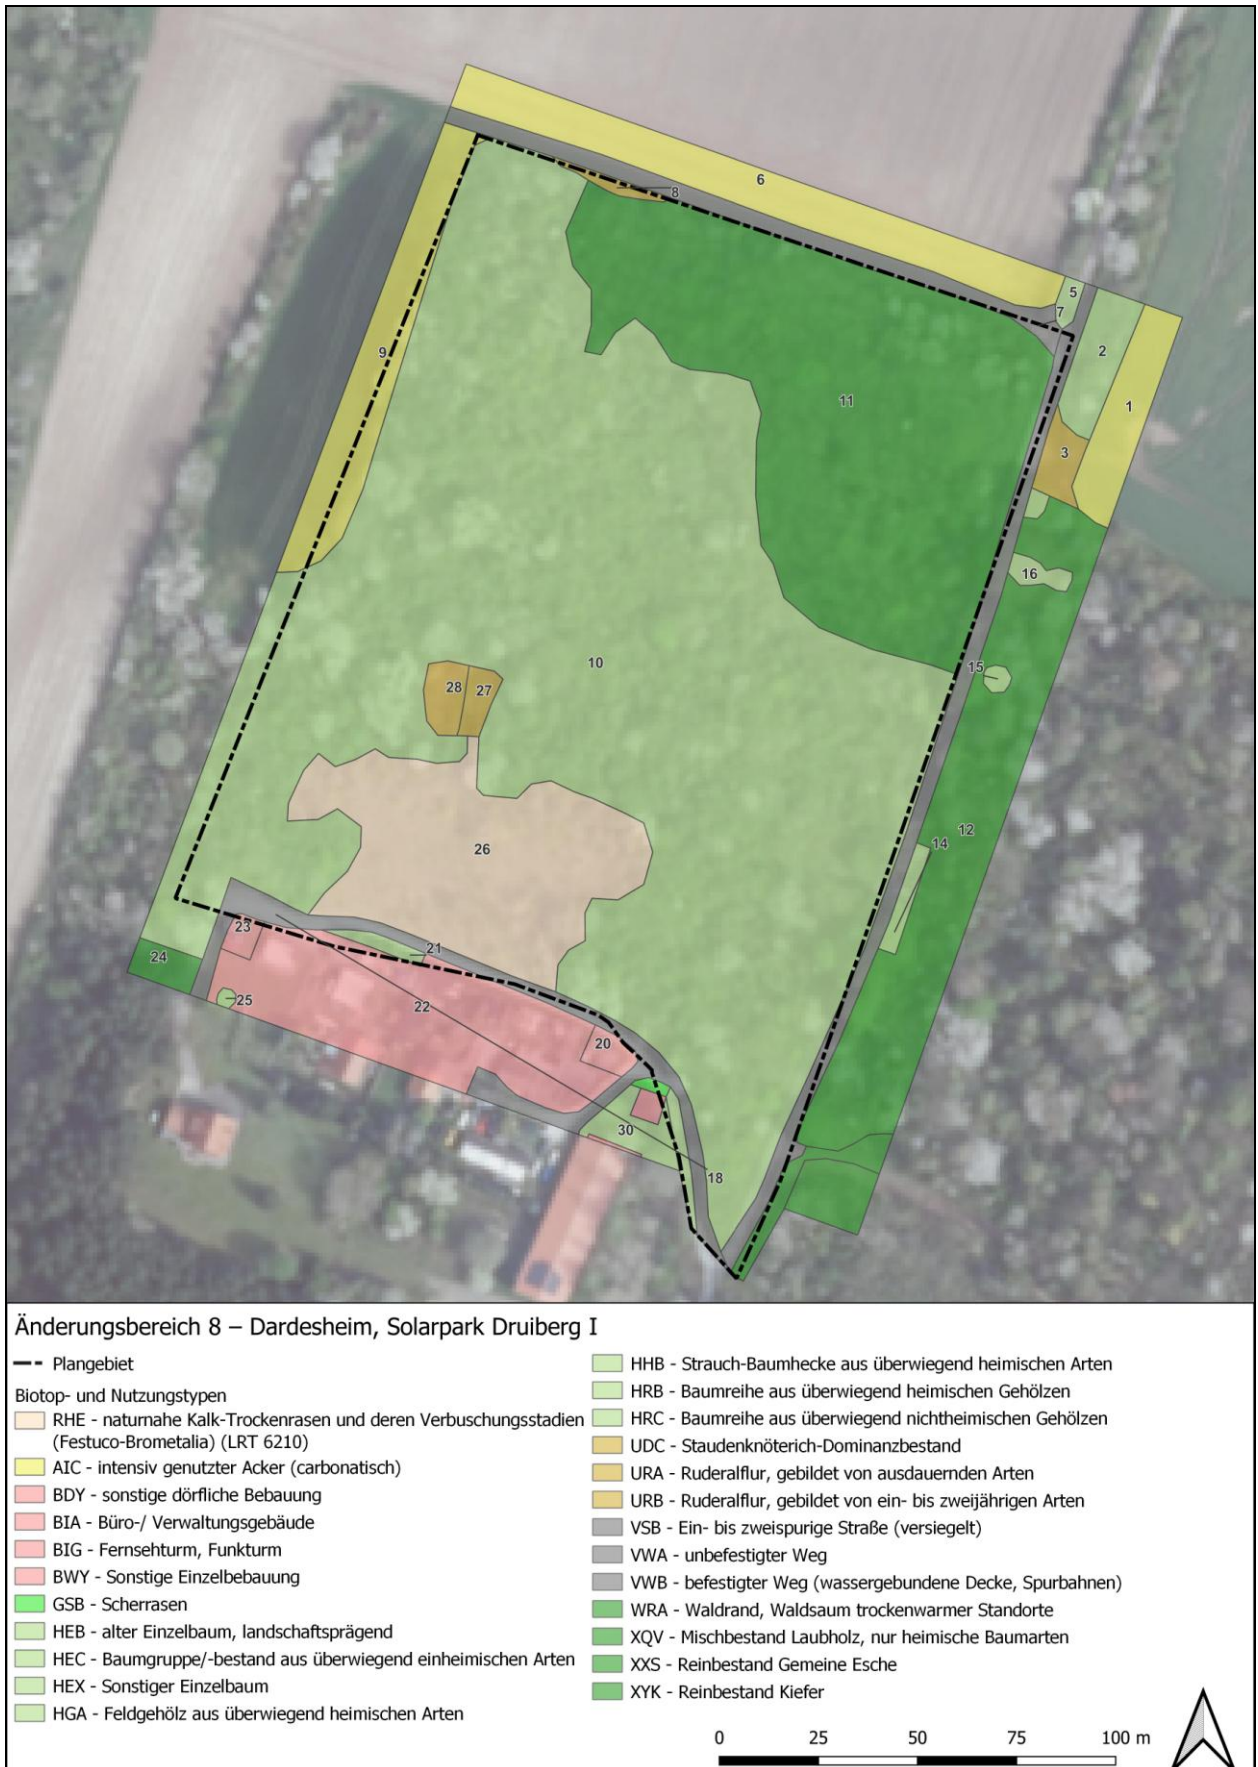 6
8
5
7
2
9
1
11
3
16
10
15
28
27
12
14
26
23
21
24
25
22
20
30
18
Änderungsbereich 8 – Dardesheim, Solarpark Druiberg I
Plangebiet
Biotop- und Nutzungstypen
RHE - naturnahe Kalk-Trockenrasen und deren Verbuschungsstadien
(Festuco-Brometalia) (LRT 6210)
AIC - intensiv genutzter Acker (carbonatisch)
BDY - sonstige dörfliche Bebauung
BIA - Büro-/ Verwaltungsgebäude
BIG - Fernsehturm, Funkturm
BWY - Sonstige Einzelbebauung
GSB - Scherrasen
HEB - alter Einzelbaum, landschaftsprägend
HEC - Baumgruppe/-bestand aus überwiegend einheimischen Arten
HEX - Sonstiger Einzelbaum
HGA - Feldgehölz aus überwiegend heimischen Arten
HHB - Strauch-Baumhecke aus überwiegend heimischen Arten
HRB - Baumreihe aus überwiegend heimischen Gehölzen
HRC - Baumreihe aus überwiegend nichtheimischen Gehölzen
UDC - Staudenknöterich-Dominanzbestand
URA - Ruderalflur, gebildet von ausdauernden Arten
URB - Ruderalflur, gebildet von ein- bis zweijährigen Arten
VSB - Ein- bis zweispurige Straße (versiegelt)
VWA - unbefestigter Weg
VWB - befestigter Weg (wassergebundene Decke, Spurbahnen)
WRA - Waldrand, Waldsaum trockenwarmer Standorte
XQV - Mischbestand Laubholz, nur heimische Baumarten
XXS - Reinbestand Gemeine Esche
XYK - Reinbestand Kiefer
0 25 50 75 100 m